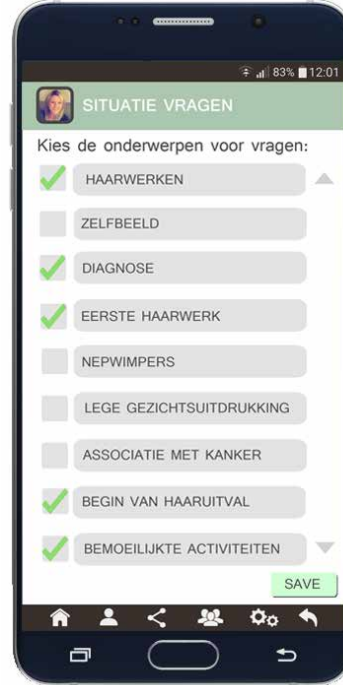 83% 12:01
SITUATIE VRAGEN
Kies de onderwerpen voor vragen:
HAARWERKEN
ZELFBEELD
DIAGNOSE
EERSTE HAARWERK
NEPWIMPERS
LEGE GEZICHTSUITDRUKKING
ASSOCIATIE MET KANKER
BEGIN VAN HAARUITVAL
BEMOEILIJKTE ACTIVITEITEN
SAVE